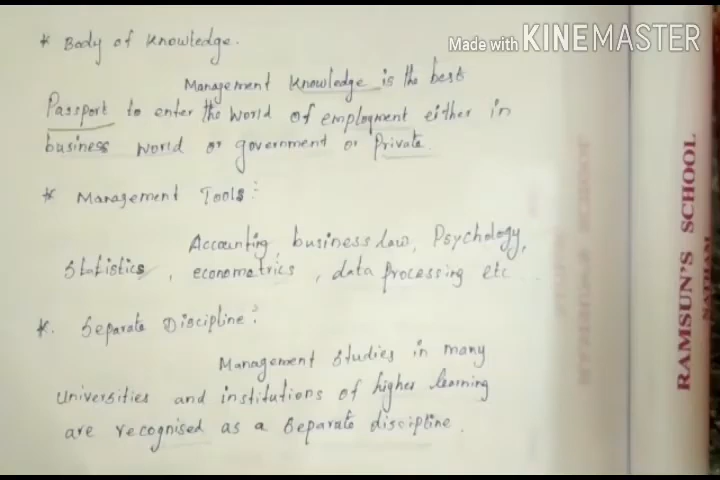 Made with KINEMASTER
* Body of knowledge.
Management knowledge is the best
Passport to enter the world of employment either in
business world or government or Private.
* Management Tools:
Accounting, business law, Psychology,
Statistics, econometrics, data processing etc
*. Separate Discipline:
Management studies in many
Universities and institutions of higher learning
are recognised as a separate discipline.
RAMSUN'S SCHOOL
NATHAM